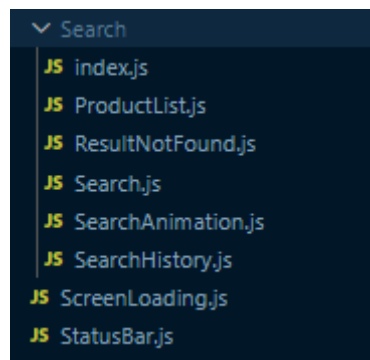 Search
JS index.js
JS ProductList.js
JS ResultNotFound.js
JS Search.js
JS SearchAnimation.js
JS SearchHistory.js
JS ScreenLoading.js
JS StatusBar.js